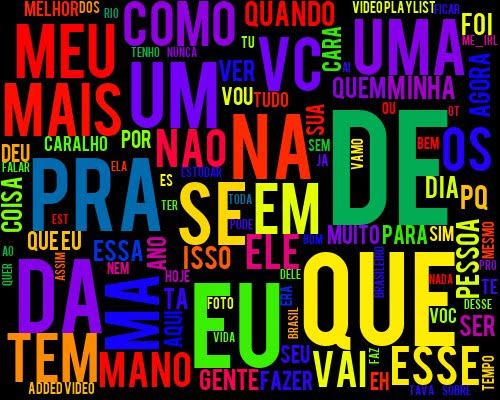 MELHOR DOS
RIO
COMO
QUANDO
VIDEO PLAYLIST
FICAR
FOI
MEU
TENHO
NUNCA
TU
CARA
UMA
ME_IRL
VER
VC
AI
AGORA
MAIS
UM
VOU
TUDO
QUEM
MINHA
CARALHO
POR
NAO
NA
SUA
SEM
JA
VAMO
OU
DE
OT
BEM
OS
DEU
FALAR
COISA
PRA
ELA
EST
ES
TER
ESTUDAR
SE
TODA
PUDE
EM
DIA
PQ
QUE EU
ESSA
NEM
ANO
ISSO
ELE
BOM
MUITO
PARA
SIM
PESSOA
MESMO
AO
QUER
DA
ASSIM
MA
HOJE
TA
AQUI
DELE
ERA
QUE
BRASILEIRO
NADA
PRO
TE
DESSE
VOC
SER
FOTO
EU
VIDA
BRASIL
TEM
MANO
GENTE
SEU
FAZER
VAI
FAZ
EH
ESSE
TEMPO
ADDED VIDEO
TAVA
SOBRE